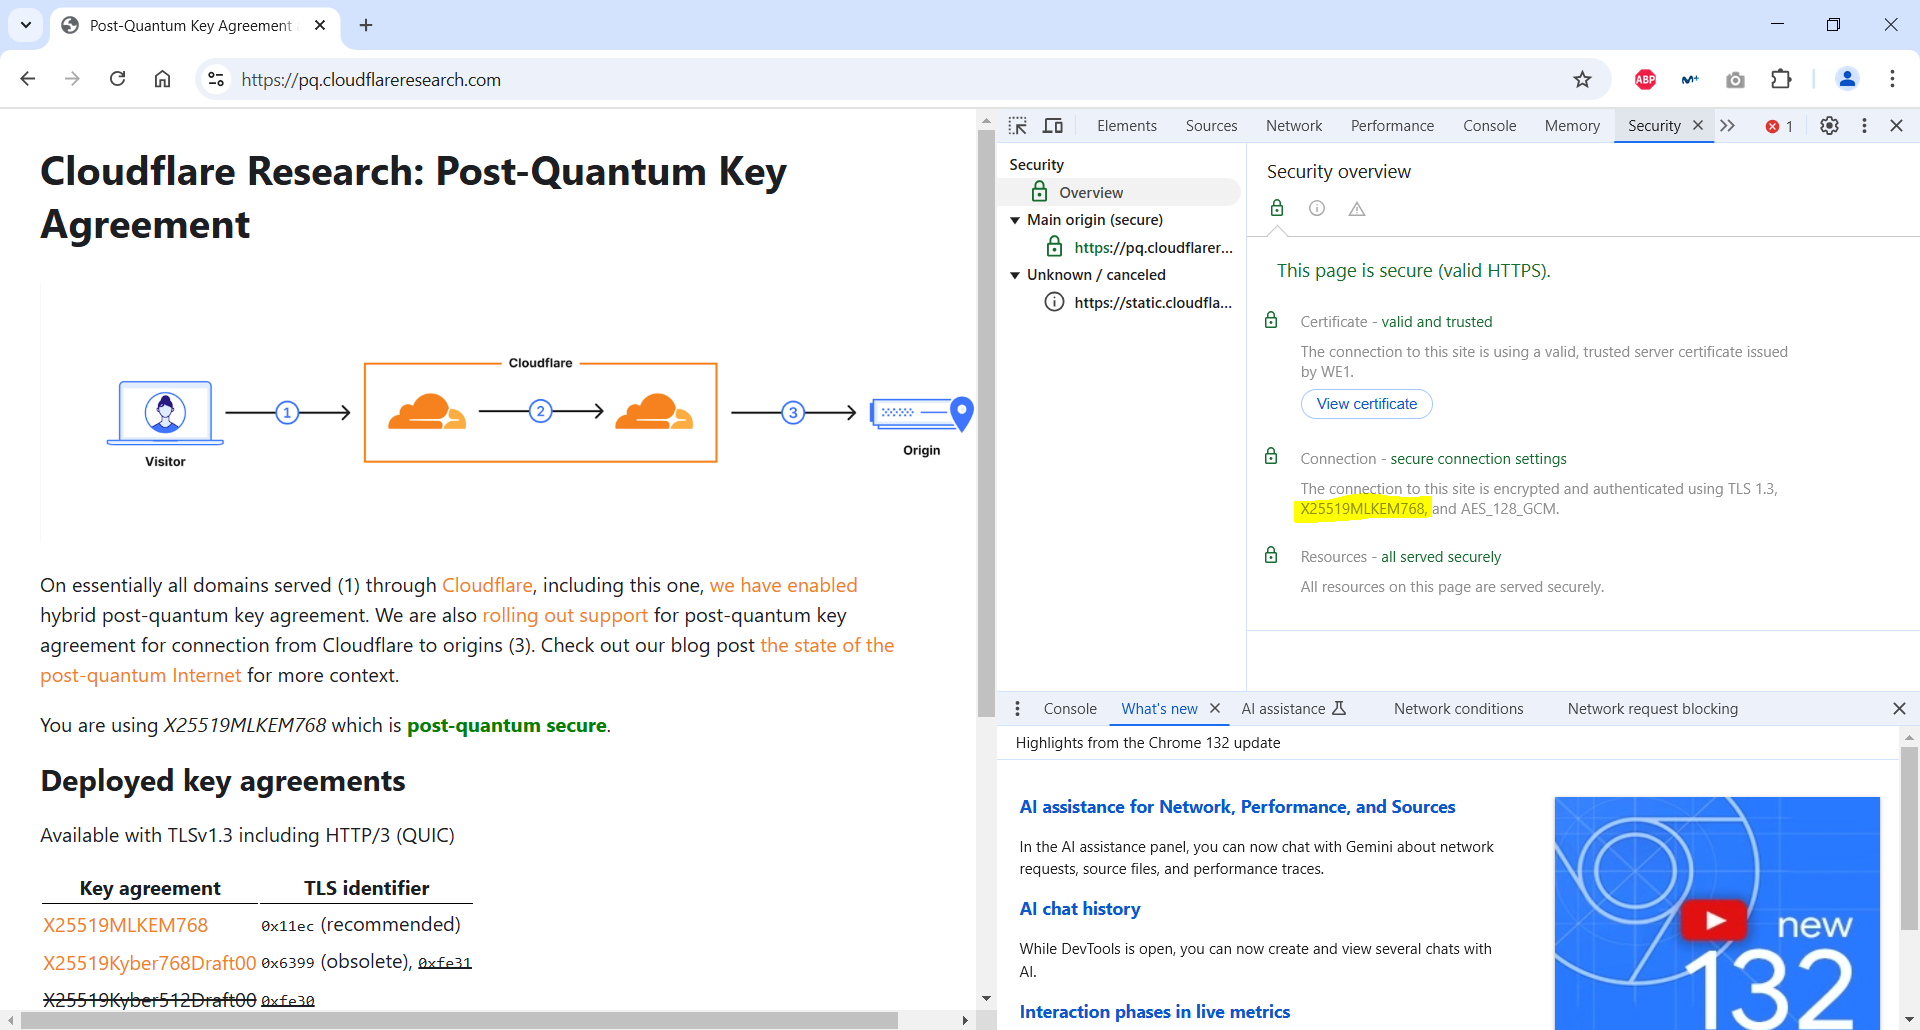 Post-Quantum Key Agreement
https://pq.cloudflareresearch.com
ABP
Cloudflare Research: Post-Quantum Key
Agreement
Cloudflare
1
2
3
Visitor
Origin
On essentially all domains served (1) through Cloudflare, including this one, we have enabled
hybrid post-quantum key agreement. We are also rolling out support for post-quantum key
agreement for connection from Cloudflare to origins (3). Check out our blog post the state of the
post-quantum Internet for more context.
You are using X25519MLKEM768 which is post-quantum secure.
Deployed key agreements
Available with TLSv1.3 including HTTP/3 (QUIC)
Key agreement TLS identifier
X25519MLKEM768 0x11ec (recommended)
X25519Kyber768Draft00 0x6399 (obsolete), 0xfe31
X25519Kyber512Draft00 0xfe30
Elements Sources Network Performance Console Memory Security 1
Security
Overview
Main origin (secure)
https://pq.cloudflarer...
Unknown / canceled
https://static.cloudfla...
Security overview
This page is secure (valid HTTPS).
Certificate - valid and trusted
The connection to this site is using a valid, trusted server certificate issued
by WE1.
View certificate
Connection - secure connection settings
The connection to this site is encrypted and authenticated using TLS 1.3,
X25519MLKEM768, and AES_128_GCM.
Resources - all served securely
All resources on this page are served securely.
Console What's new AI assistance Network conditions Network request blocking
Highlights from the Chrome 132 update
AI assistance for Network, Performance, and Sources
In the AI assistance panel, you can now chat with Gemini about network
requests, source files, and performance traces.
AI chat history
While DevTools is open, you can now create and view several chats with
AI.
Interaction phases in live metrics
new
132